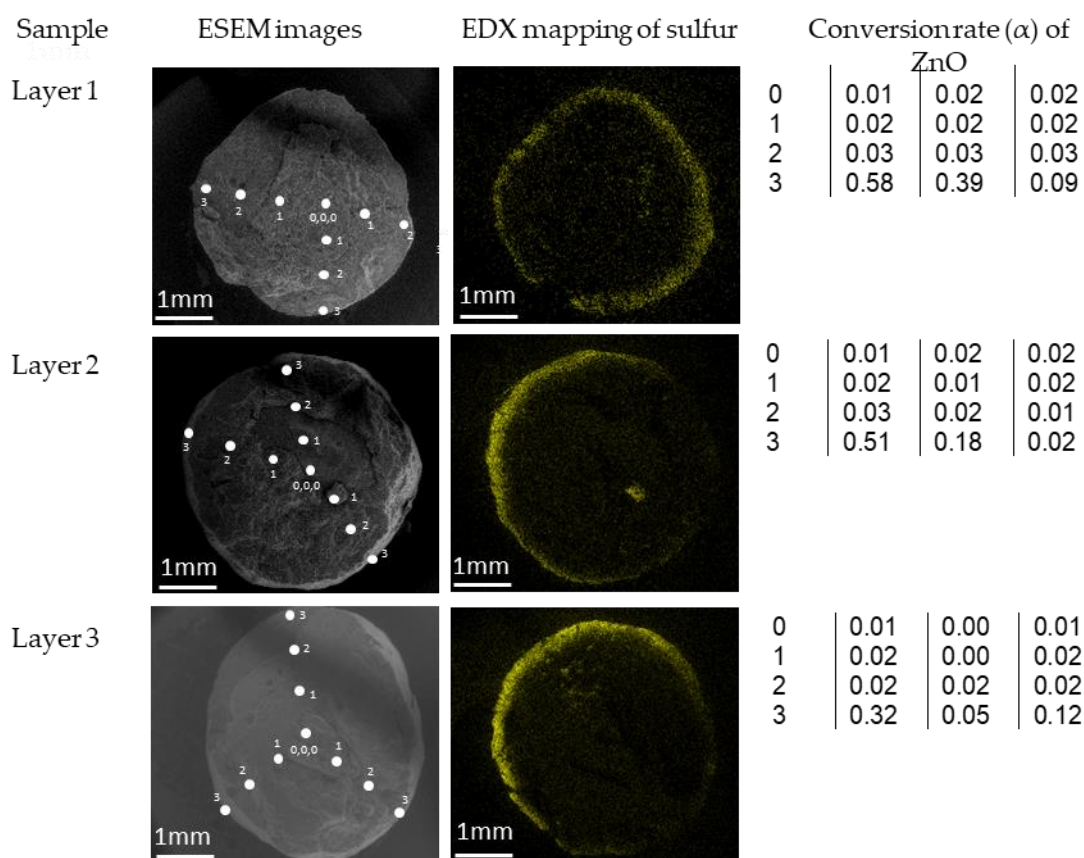 Sample ESEM images EDX mapping of sulfur Conversion rate (α) of
ZnO
Layer 1
3 2 1 0,0,0 1 2 3
1
2
3
1mm
1mm
0 0.01 0.02 0.02
1 0.02 0.02 0.02
2 0.03 0.03 0.03
3 0.58 0.39 0.09
Layer 2
3
2
1
3 2 1 0,0,0
1
2
3
1mm
1mm
0 0.01 0.02 0.02
1 0.02 0.01 0.02
2 0.03 0.02 0.01
3 0.51 0.18 0.02
Layer 3
3
2
1
0,0,0
1 1
2 2
3 3
1mm
1mm
0 0.01 0.00 0.01
1 0.02 0.00 0.02
2 0.02 0.02 0.02
3 0.32 0.05 0.12